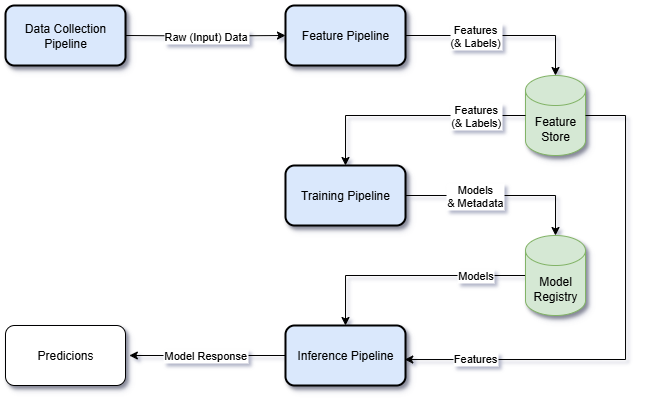 Data Collection
Pipeline
Raw (Input) Data
Feature Pipeline
Features
(& Labels)
Feature
Store
Features
(& Labels)
Training Pipeline
Models
& Metadata
Model
Registry
Models
Predicions
Model Response
Inference Pipeline
Features